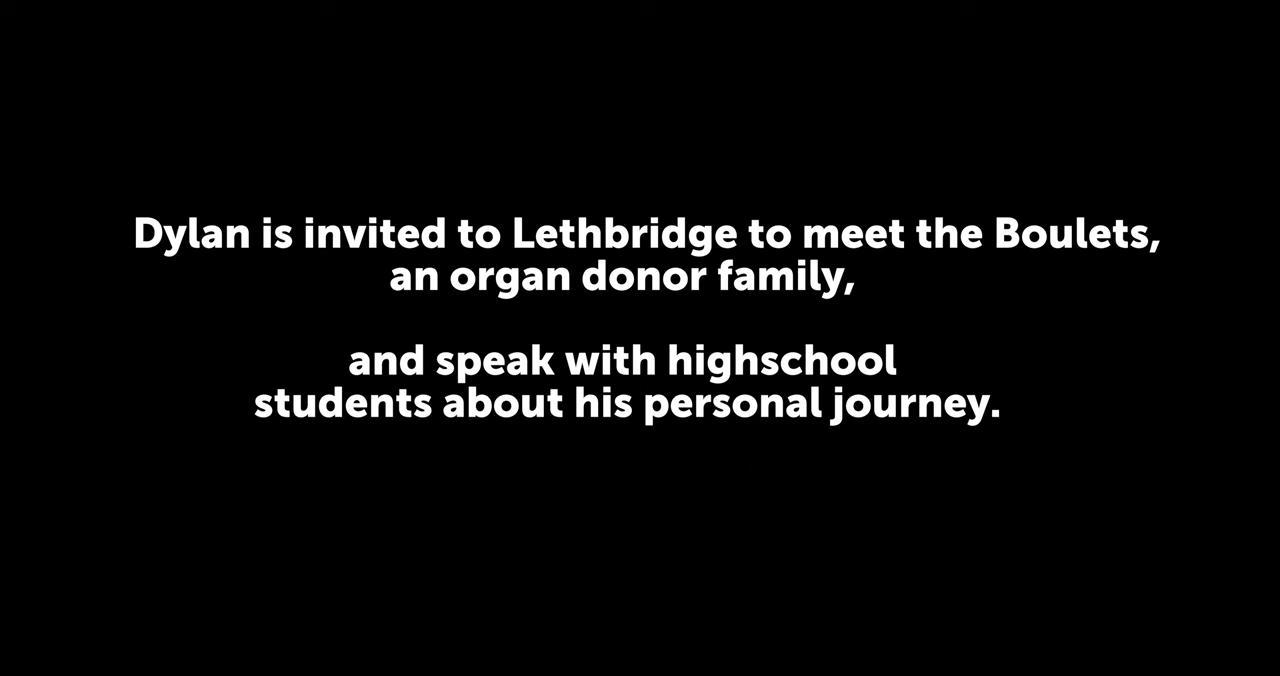 Dylan is invited to Lethbridge to meet the Boulets,
an organ donor family,
and speak with highschool
students about his personal journey.